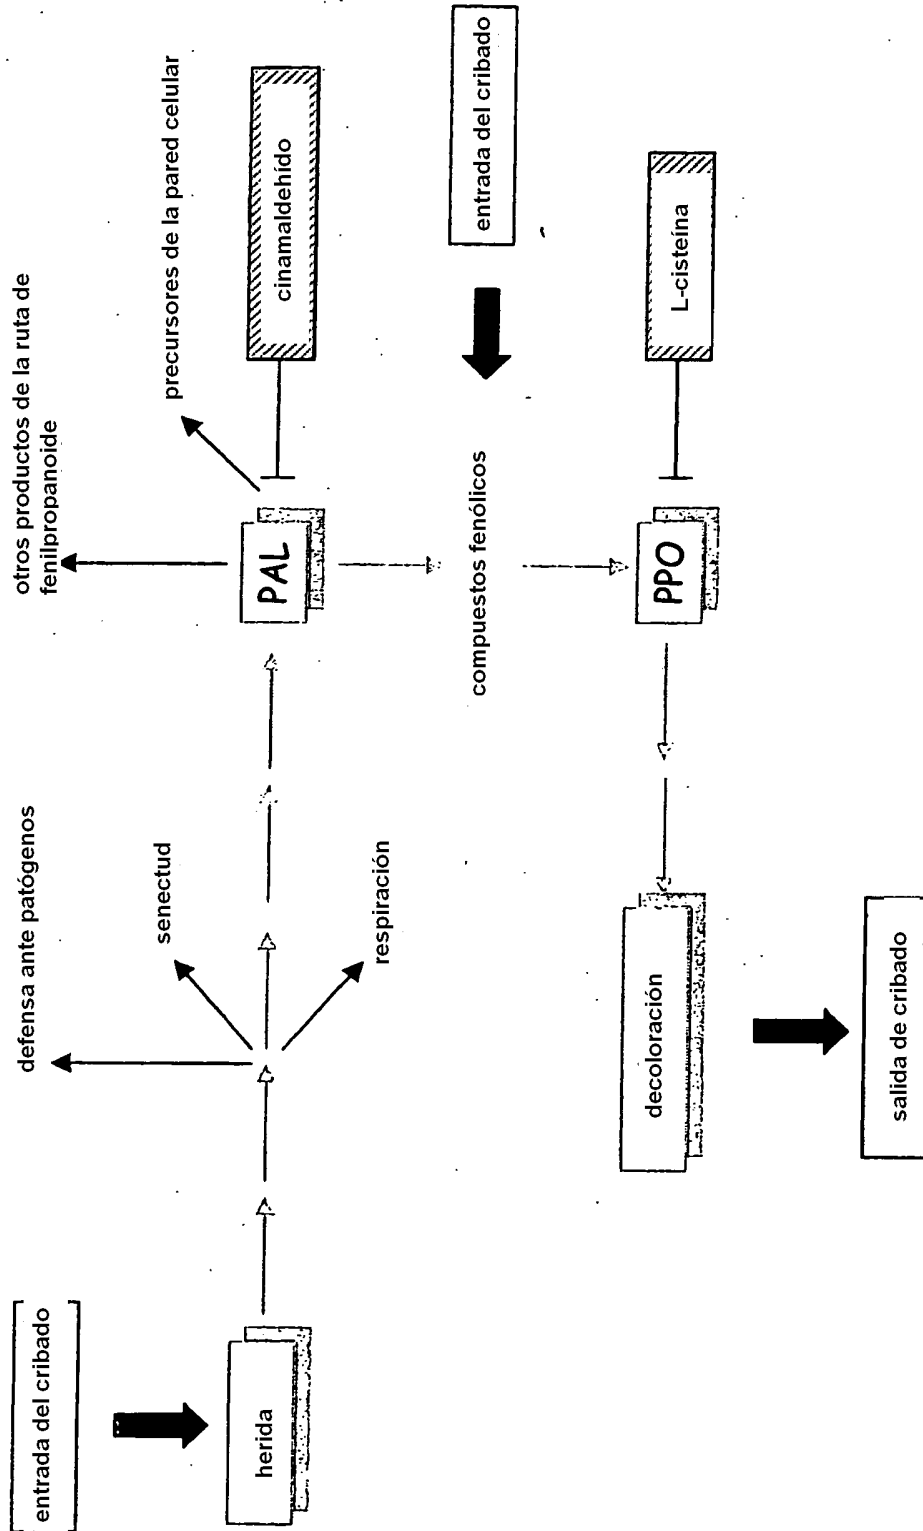 entrada del cribado
herida
defensa ante patógenos
senectud
respiración
otros productos de la ruta de
fenilpropanoide
precursores de la pared celular
PAL
cinamaldehído
compuestos fenólicos
entrada del cribado
PPO
L-cisteína
decoloración
salida de cribado